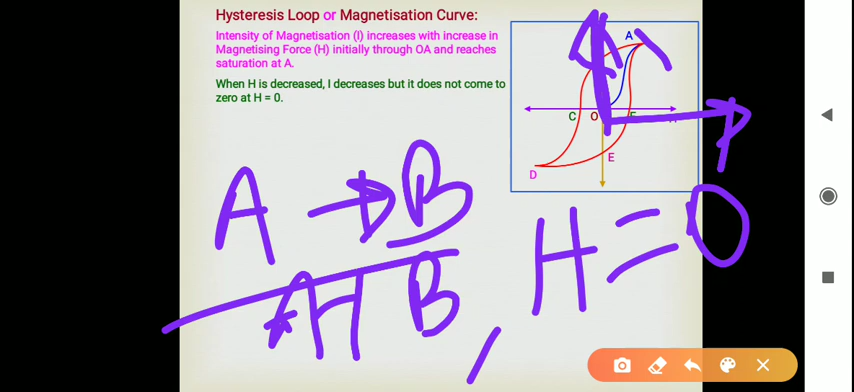 Hysteresis Loop or Magnetisation Curve:
Intensity of Magnetisation (I) increases with increase in
Magnetising Force (H) initially through OA and reaches
saturation at A.
When H is decreased, I decreases but it does not come to
zero at H = 0.
A
C O F
E
D
A → B
At B, H = 0